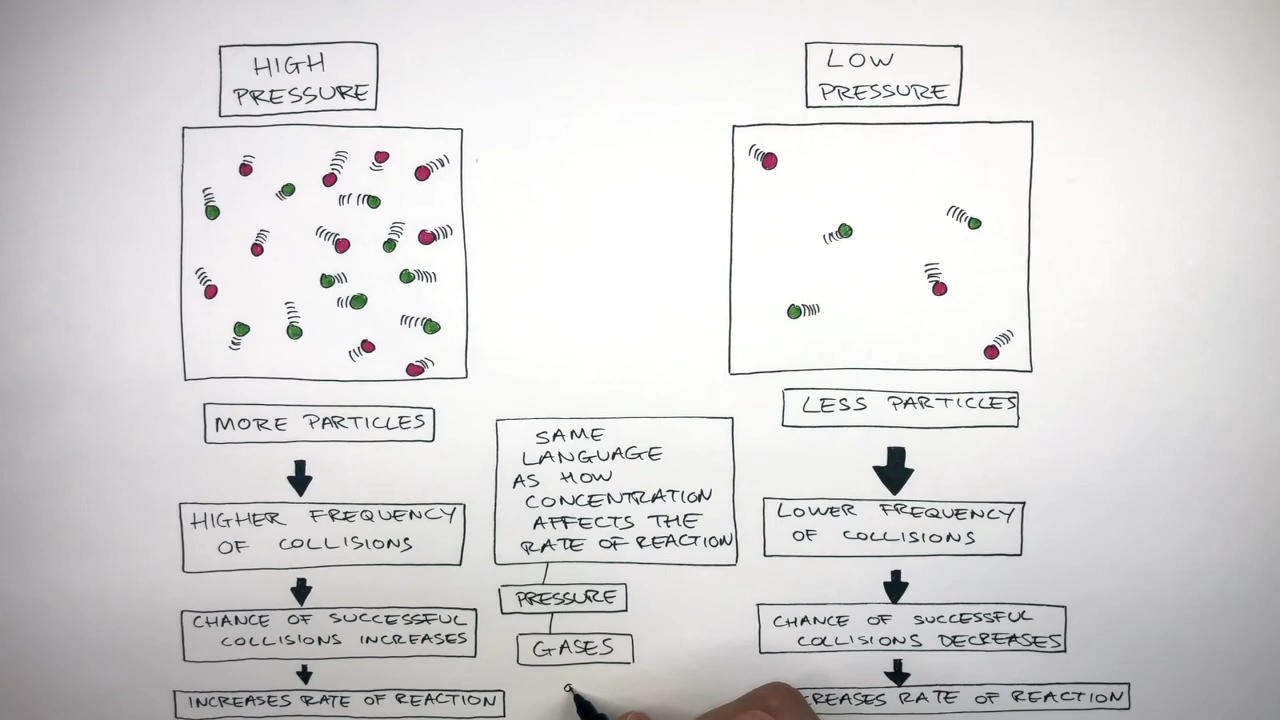 HIGH
PRESSURE
MORE PARTICLES
HIGHER FREQUENCY
OF COLLISIONS
CHANCE OF SUCCESSFUL
COLLISIONS INCREASES
INCREASES RATE OF REACTION
SAME
LANGUAGE
AS HOW
CONCENTRATION
AFFECTS THE
RATE OF REACTION
PRESSURE
GASES
LOW
PRESSURE
LESS PARTICLES
LOWER FREQUENCY
OF COLLISIONS
CHANCE OF SUCCESSFUL
COLLISIONS DECREASES
RATE OF REACTION